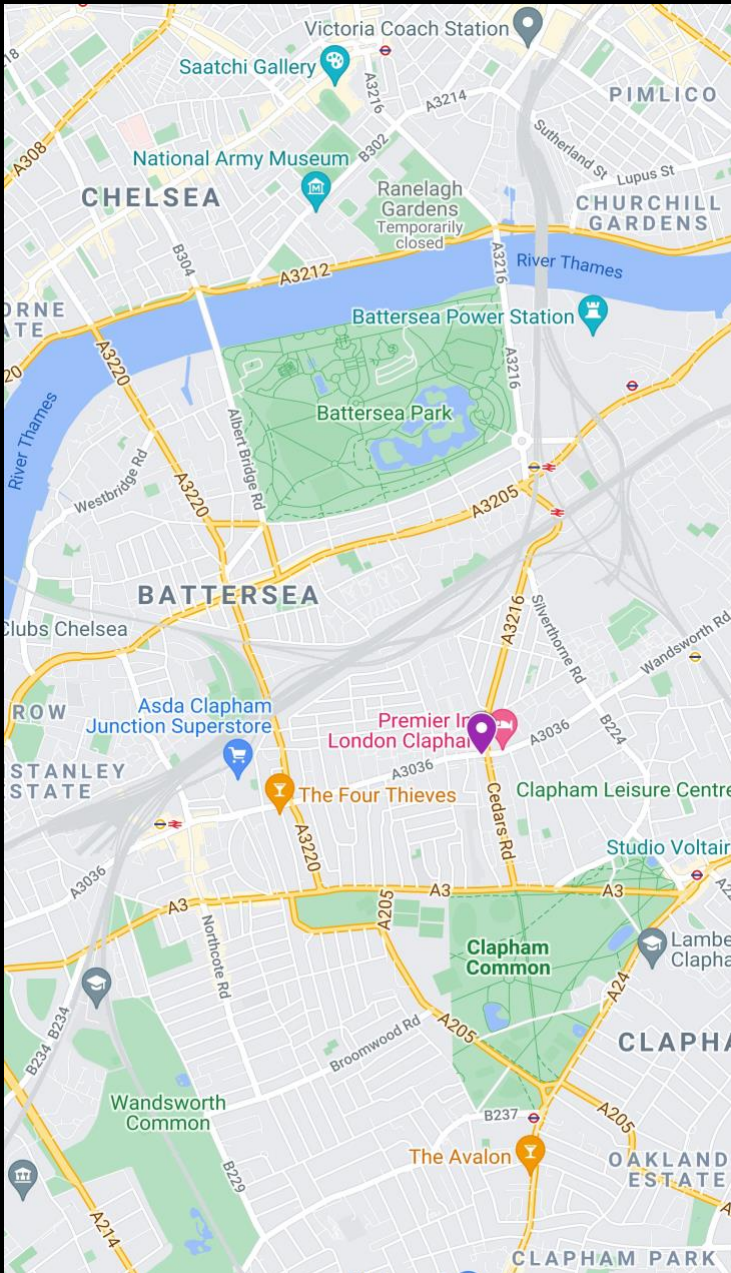 Victoria Coach Station
A3218
Saatchi Gallery
A3216
A3214
PIMLICO
A308
Sutherland St
B302
National Army Museum
Lupus St
CHELSEA
Ranelagh
Gardens
Temporarily
closed
CHURCHILL
GARDENS
B304
A3212
A3216
River Thames
ORNE
ATE
Battersea Power Station
A3220
A3216
20
River Thames
Battersea Park
Albert Bridge Rd
Westbridge Rd
A3220
A3205
BATTERSEA
A3216
Silverthorne Rd
Clubs Chelsea
Wandsworth Rd
ROW
Asda Clapham
Junction Superstore
Premier In
London Clapha
A3036
B224
STANLEY
STATE
A3036
The Four Thieves
Cedars Rd
Clapham Leisure Centre
A3220
Studio Voltair
A3036
A3
A3
A3
A205
A2
Northcote Rd
Clapham
Common
Lambe
Clapha
A24
B234
B234
A205
CLAPHA
Broomwood Rd
Wandsworth
Common
B237
A205
The Avalon
B229
OAKLAND
ESTATE
A214
A
CLAPHAM PARK